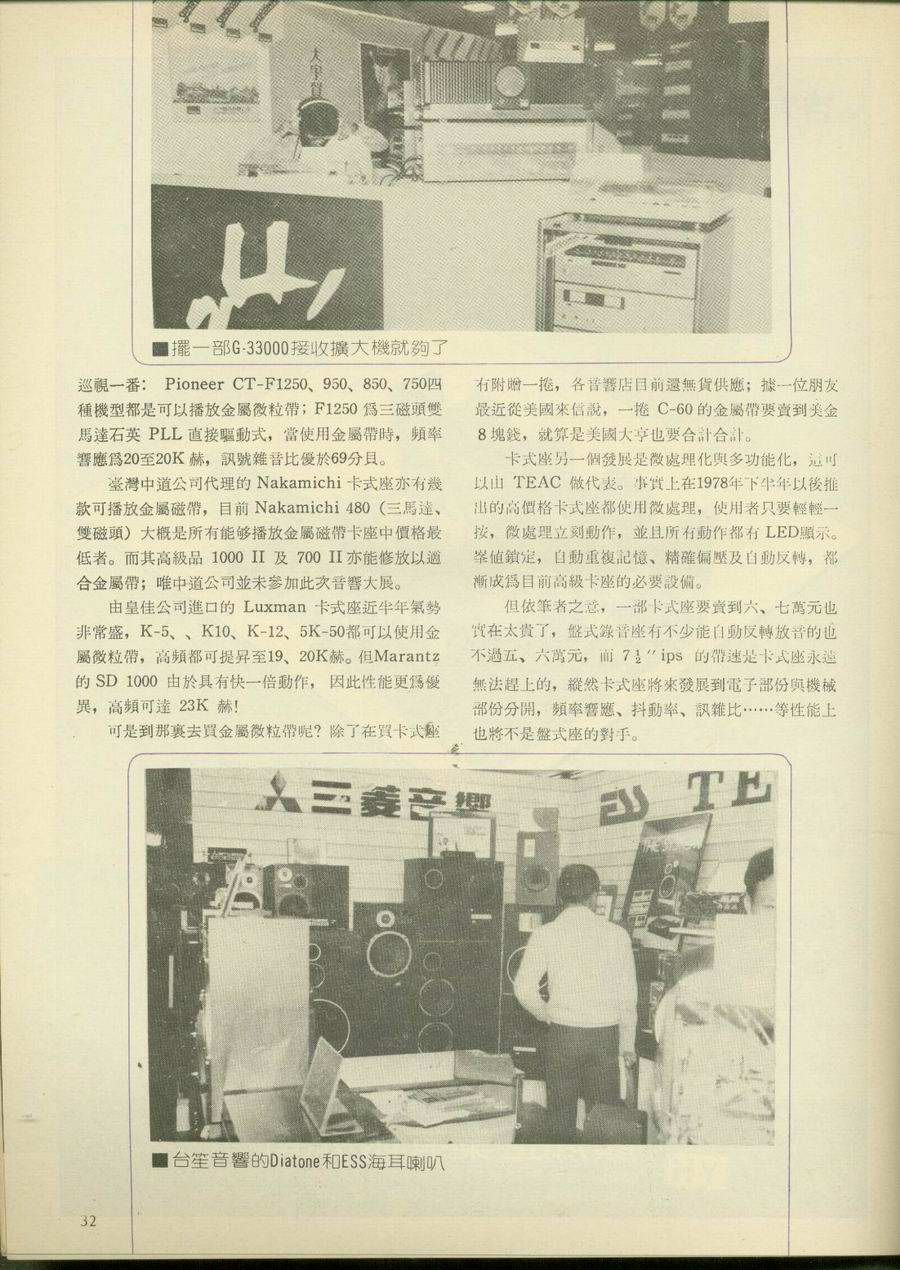 大宇貿
■擺一部G-33000接收擴大機就夠了
巡視一番： Pioneer CT-F1250、950、850、750四
種機型都是可以播放金屬微粒帶；F1250 爲三磁頭雙
馬達石英 PLL 直接驅動式，當使用金屬帶時，頻率
響應爲20至20K 赫，訊號雜音比優於69分貝。
臺灣中道公司代理的 Nakamichi 卡式座亦有幾
款可播放金屬磁帶，目前 Nakamichi 480 (三馬達、
雙磁頭) 大概是所有能够播放金屬磁帶卡座中價格最
低者。而其高級品 1000 II 及 700 II 亦能修放以適
合金屬帶；唯中道公司並未參加此次音響大展。
由皇佳公司進口的 Luxman 卡式座近半年氣勢
非常盛，K-5、、K10、K-12、5K-50都可以使用金
屬微粒帶，高頻都可提昇至19、20K赫。但Marantz
的 SD 1000 由於具有快一倍動作， 因此性能更爲優
異，高頻可達 23K 赫!
可是到那裏去買金屬微粒帶呢? 除了在買卡式座
有附贈一捲，各音響店目前還無貨供應；據一位朋友
最近從美國來信說，一捲 C-60 的金屬帶要賣到美金
8 塊錢，就算是美國大亨也要合計合計。
卡式座另一個發展是微處理化與多功能化，這可
以由 TEAC 做代表。事實上在1978年下半年以後推
出的高價格卡式座都使用微處理，使用者只要輕輕一
按，微處理立刻動作，並且所有動作都有 LED顯示。
峯値鎖定，自動重複記憶、精確偏壓及自動反轉，都
漸成爲目前高級卡座的必要設備。
但依筆者之意，一部卡式座要賣到六、七萬元也
實在太貴了，盤式錄音座有不少能自動反轉放音的也
不過五、六萬元，而 7½″ips 的帶速是卡式座永遠
無法趕上的，縱然卡式座將來發展到電子部份與機械
部份分開，頻率響應、抖動率、訊雜比……等性能上
也將不是盤式座的對手。
三菱音響
ESS
TE
■台笙音響的Diatone和ESS海耳喇叭
32